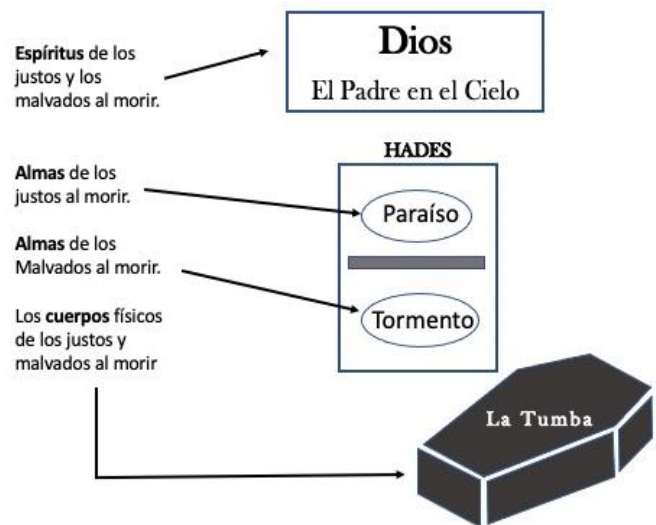 Espíritus de los
justos y los
malvados al morir.
Dios
El Padre en el Cielo
HADES
Almas de los
justos al morir.
Paraíso
Almas de los
Malvados al morir.
Tormento
Los cuerpos físicos
de los justos y
malvados al morir
La Tumba